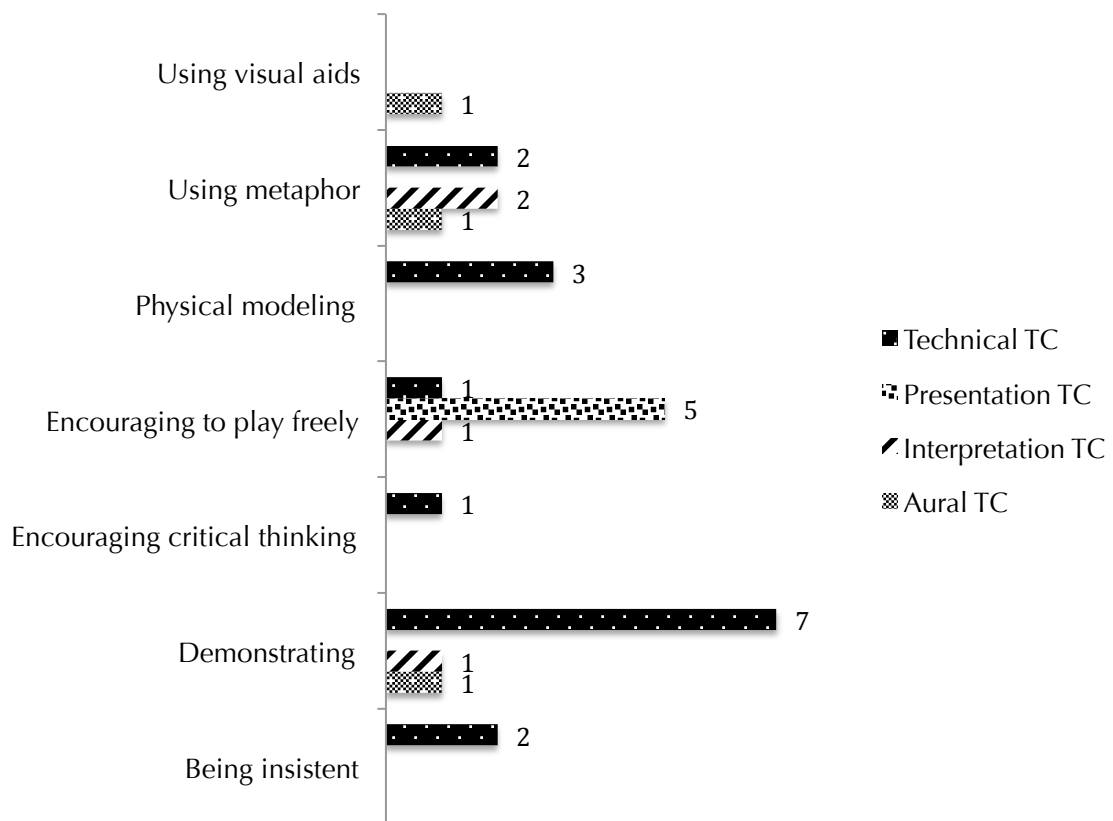 Using visual aids
1
Using metaphor
2
2
1
Physical modeling
3
Encouraging to play freely
1
5
1
Encouraging critical thinking
1
Demonstrating
7
1
1
Being insistent
2
Technical TC
Presentation TC
Interpretation TC
Aural TC